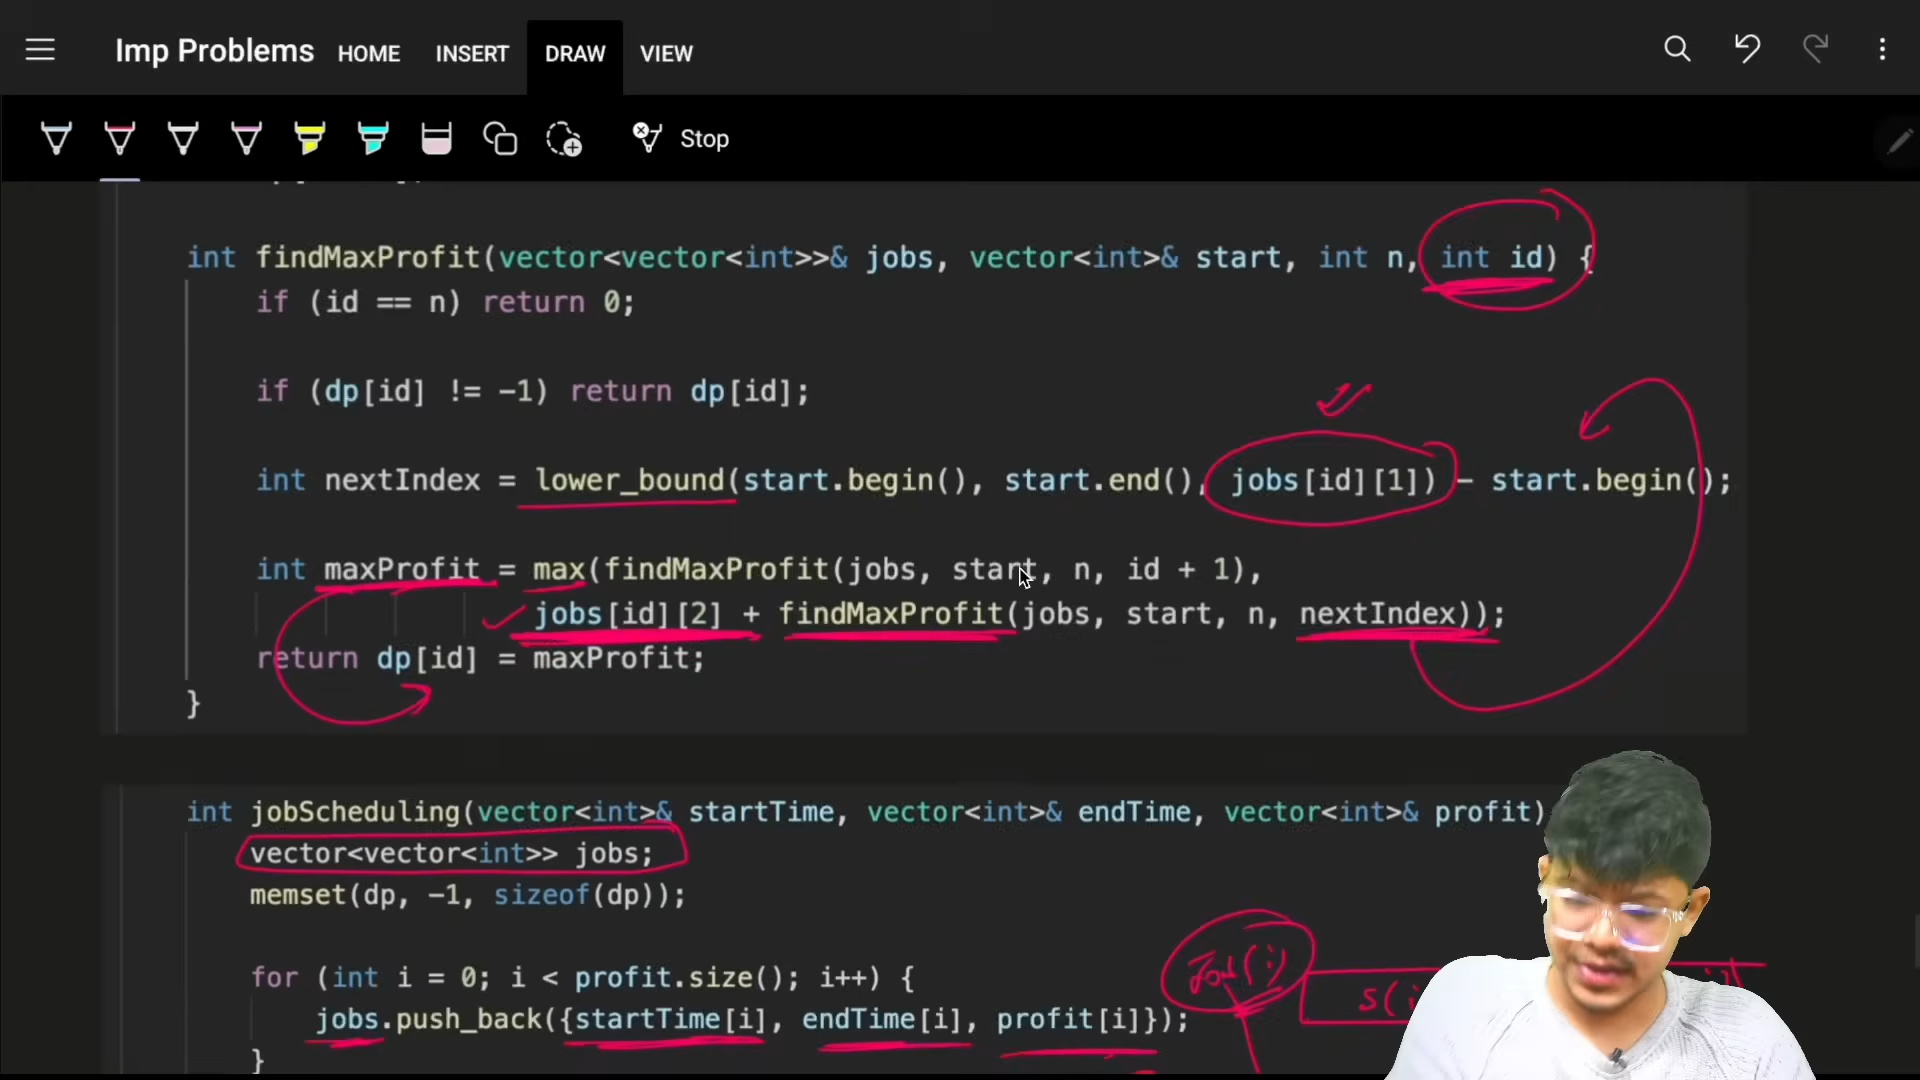 Imp Problems HOME INSERT DRAW VIEW
Stop
int findMaxProfit(vector<vector<int>>& jobs, vector<int>& start, int n, int id) {
if (id == n) return 0;
if (dp[id] != -1) return dp[id];
int nextIndex = lower_bound(start.begin(), start.end(), jobs[id][1]) - start.begin();
int maxProfit = max(findMaxProfit(jobs, start, n, id + 1),
jobs[id][2] + findMaxProfit(jobs, start, n, nextIndex));
return dp[id] = maxProfit;
}
int jobScheduling(vector<int>& startTime, vector<int>& endTime, vector<int>& profit)
vector<vector<int>> jobs;
memset(dp, -1, sizeof(dp));
for (int i = 0; i < profit.size(); i++) {
jobs.push_back({startTime[i], endTime[i], profit[i]});
}